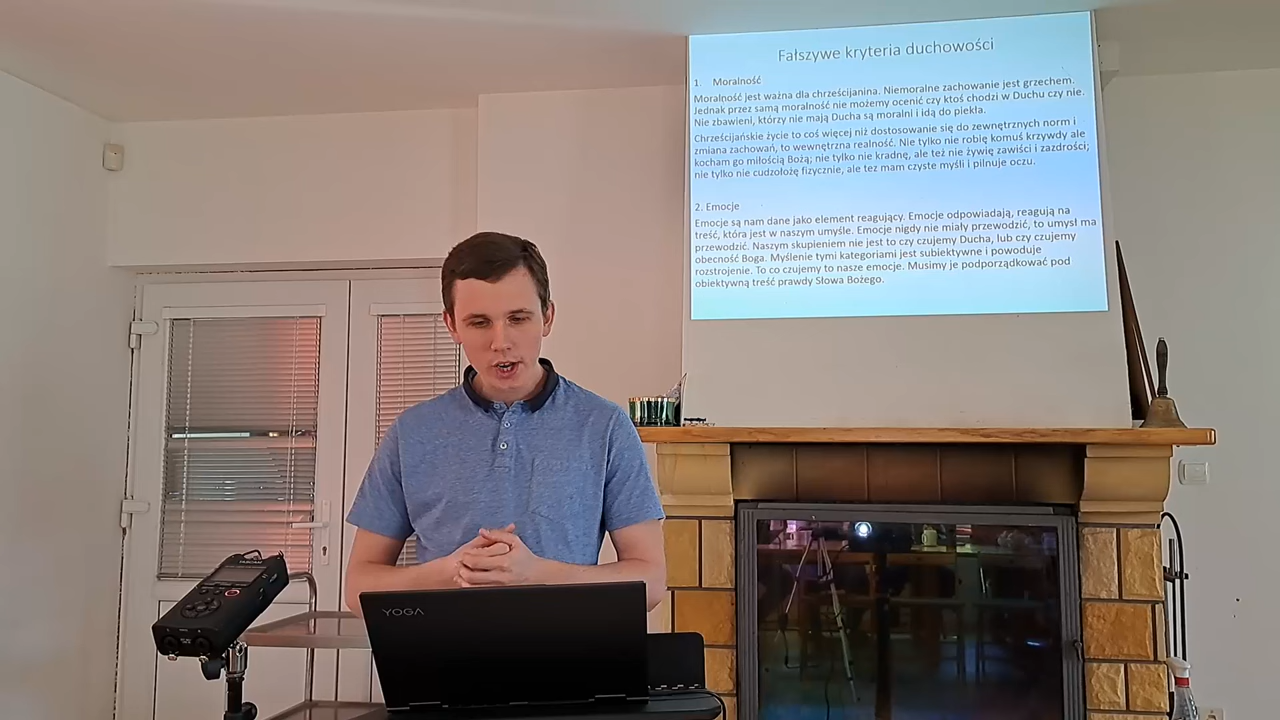 Fałszywe kryteria duchowości
1. Moralność
Moralność jest ważna dla chrześcijanina. Niemoralne zachowanie jest grzechem.
Jednak przez samą moralność nie możemy ocenić czy ktoś chodzi w Duchu czy nie.
Nie zbawieni, którzy nie mają Ducha są moralni i idą do piekła.
Chrześcijańskie życie to coś więcej niż dostosowanie się do zewnętrznych norm i
zmiana zachowań, to wewnętrzna realność. Nie tylko nie robię komuś krzywdy ale
kocham go miłością Bożą; nie tylko nie kradnę, ale też nie żywię zawiści i zazdrości;
nie tylko nie cudzołożę fizycznie, ale tez mam czyste myśli i pilnuje oczu.
2. Emocje
Emocje są nam dane jako element reagujący. Emocje odpowiadają, reagują na
treść, która jest w naszym umyśle. Emocje nigdy nie miały przewodzić, to umysł ma
przewodzić. Naszym skupieniem nie jest to czy czujemy Ducha, lub czy czujemy
obecność Boga. Myślenie tymi kategoriami jest subiektywne i powoduje
rozstrojenie. To co czujemy to nasze emocje. Musimy je podporządkować pod
obiektywną treść prawdy Słowa Bożego.
TASCAM
YOGA